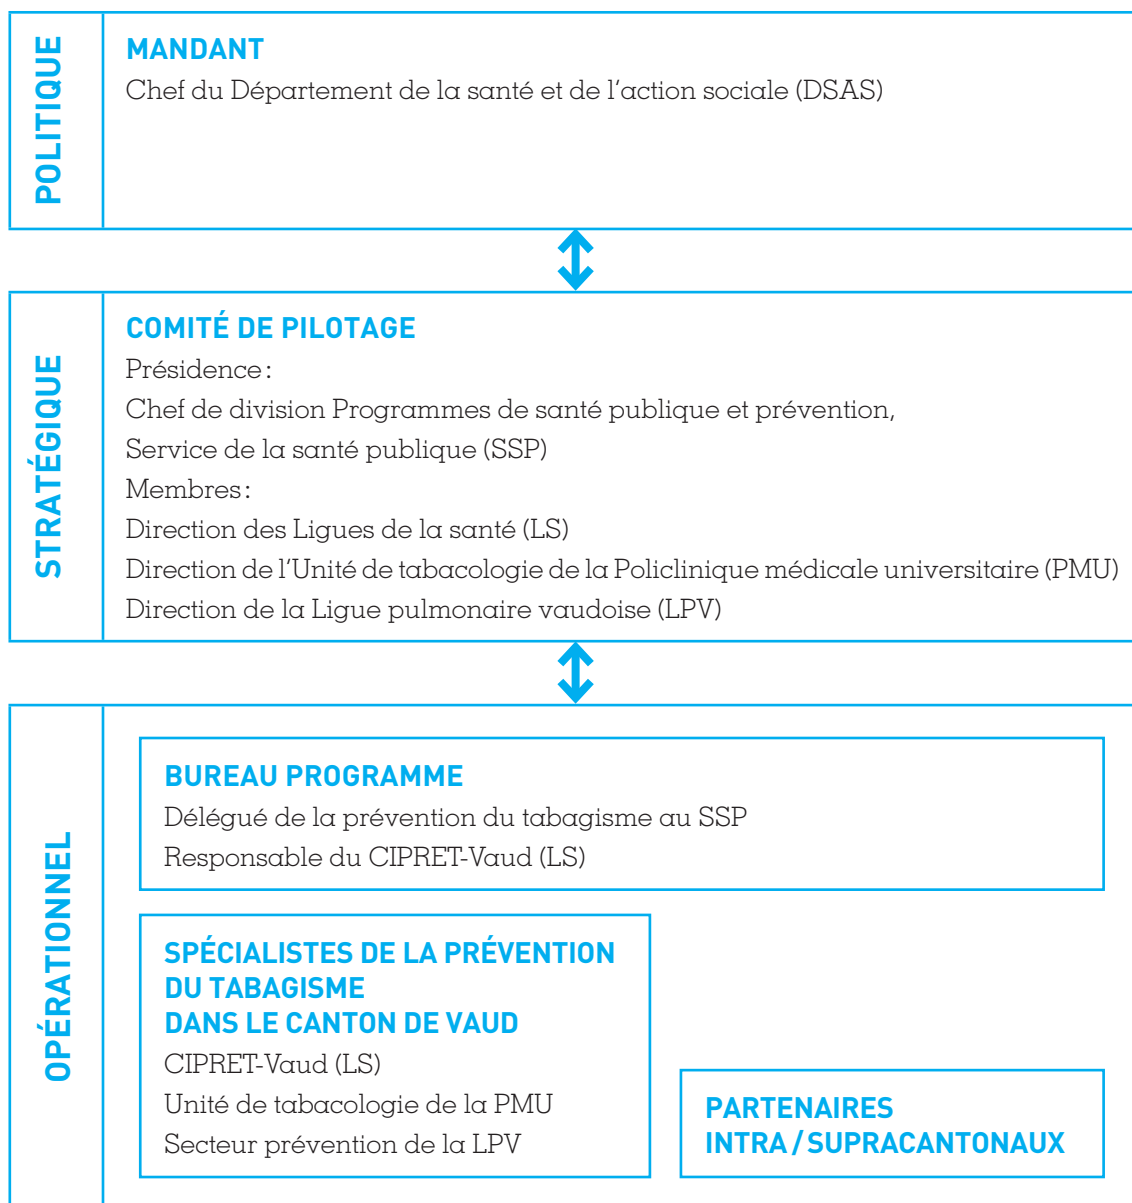 POLITIQUE
MANDANT
Chef du Département de la santé et de l'action sociale (DSAS)
STRATÉGIQUE
COMITÉ DE PILOTAGE
Présidence :
Chef de division Programmes de santé publique et prévention,
Service de la santé publique (SSP)
Membres :
Direction des Ligues de la santé (LS)
Direction de l'Unité de tabacologie de la Policlinique médicale universitaire (PMU)
Direction de la Ligue pulmonaire vaudoise (LPV)
OPÉRATIONNEL
BUREAU PROGRAMME
Délégué de la prévention du tabagisme au SSP
Responsable du CIPRET-Vaud (LS)
SPÉCIALISTES DE LA PRÉVENTION
DU TABAGISME
DANS LE CANTON DE VAUD
CIPRET-Vaud (LS)
Unité de tabacologie de la PMU
Secteur prévention de la LPV
PARTENAIRES
INTRA / SUPRACANTONAUX